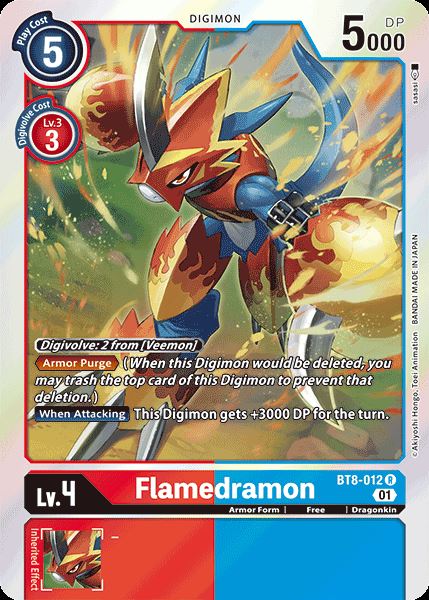 DIGIMON
Play Cost
5
DP
5000
Digivolve Cost
Lv.3
3
sasasi
Digivolve: 2 from [Veemon]
Armor Purge (When this Digimon would be deleted, you
may trash the top card of this Digimon to prevent that
deletion.)
When Attacking This Digimon gets +3000 DP for the turn.
©Akiyoshi Hongo, Toei Animation BANDAI MADE IN JAPAN
Lv.4
Flamedramon
BT8-012 R
01
Armor Form | Free | Dragonkin
Inherited Effect
-